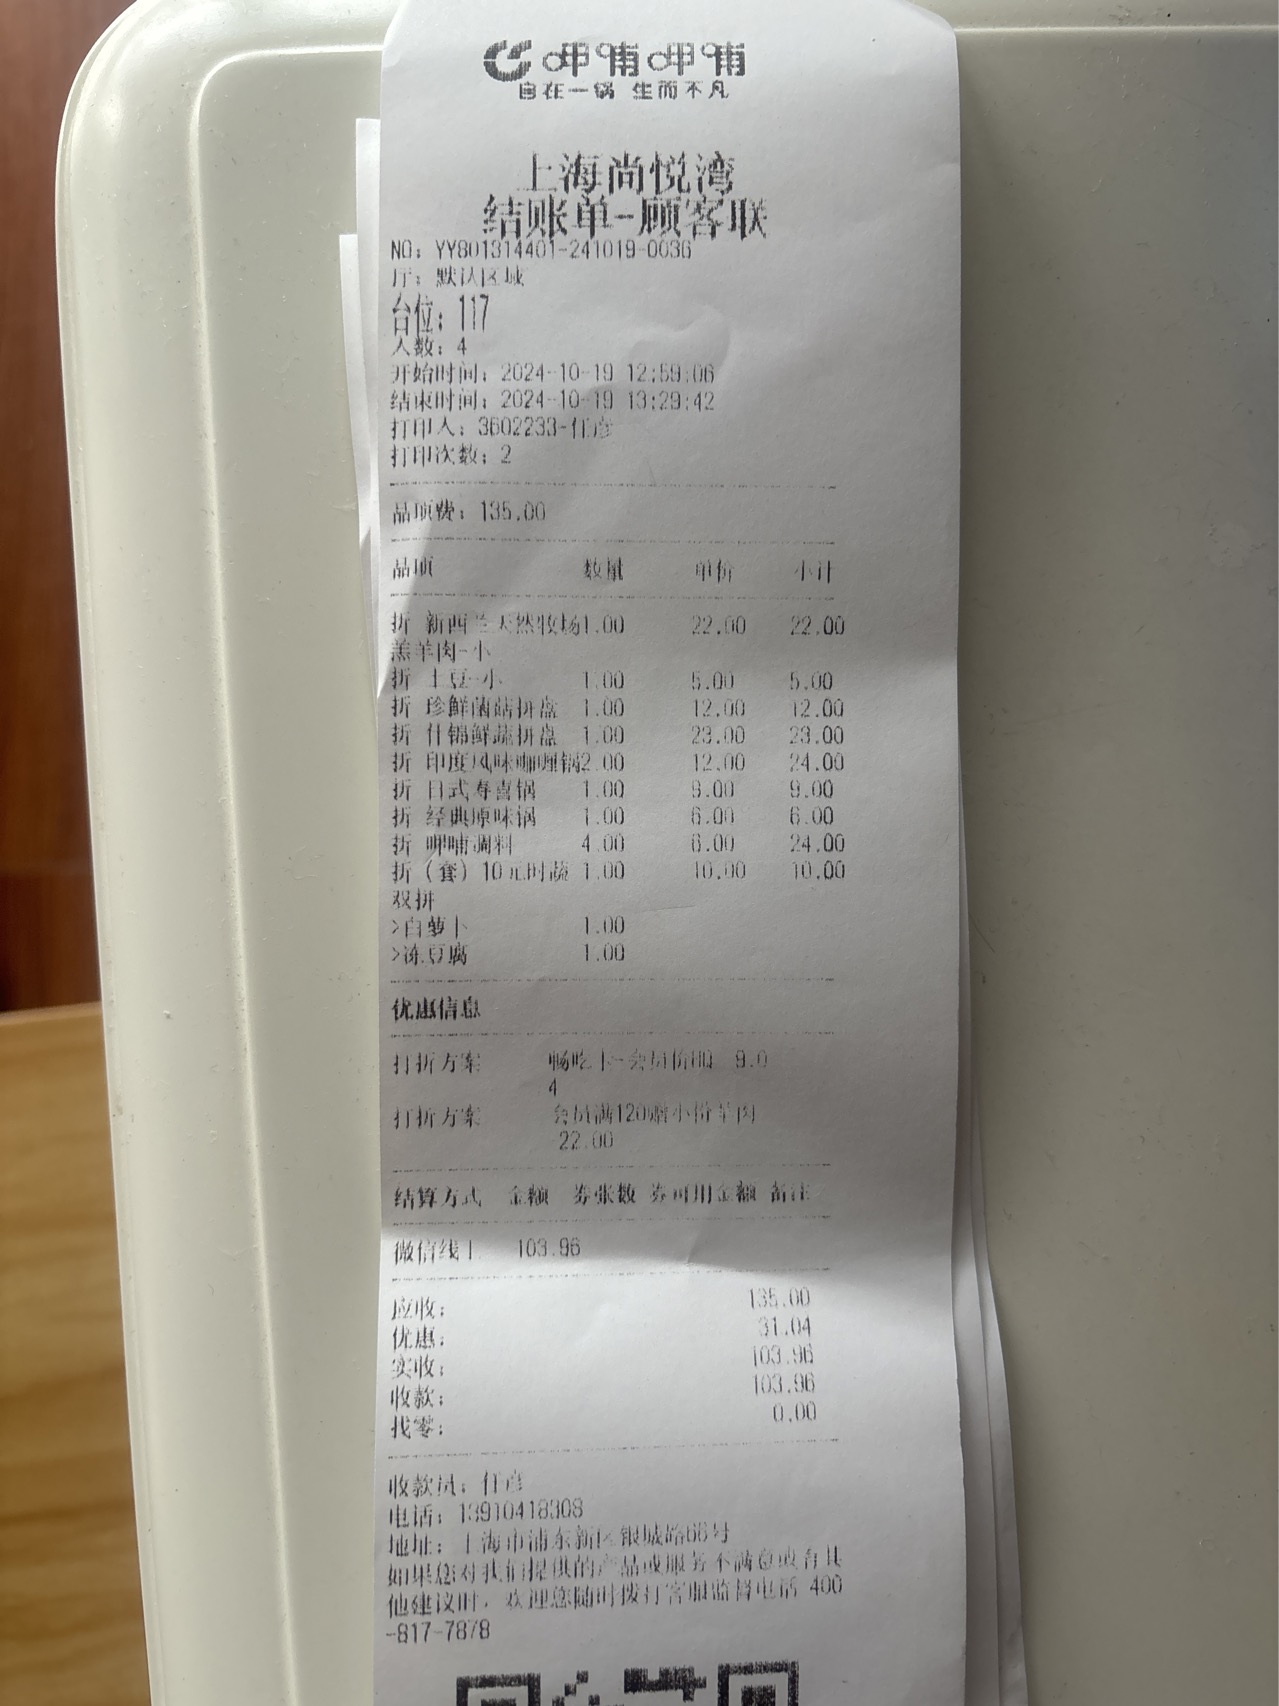 呷哺呷哺
自在一锅 生而不凡
上海尚悦湾
结账单-顾客联
NO: YY801314401-241019-0036
厅: 默认区域
台位: 117
人数: 4
开始时间: 2024-10-19 12:59:06
结束时间: 2024-10-19 13:29:42
打印人: 3602233-任彦
打印次数: 2
品项费: 135.00
品项 数量 单价 小计
折 新西兰天然牧场1.00 22.00 22.00
羔羊肉-小
折 土豆-小 1.00 5.00 5.00
折 珍鲜菌菇拼盘 1.00 12.00 12.00
折 什锦鲜蔬拼盘 1.00 23.00 23.00
折 印度风味咖喱锅2.00 12.00 24.00
折 日式寿喜锅 1.00 9.00 9.00
折 经典原味锅 1.00 6.00 6.00
折 呷哺调料 4.00 6.00 24.00
折 (套) 10元时蔬 1.00 10.00 10.00
双拼
>白萝卜 1.00
>冻豆腐 1.00
优惠信息
打折方案 畅吃卡-会员价 9.0
4
打折方案 会员满120赠小份羊肉
22.00
结算方式 金额 券张数 券可用金额 备注
微信线上 103.96
应收: 135.00
优惠: 31.04
实收: 103.96
收款: 103.96
找零: 0.00
收款员: 任彦
电话: 13910418308
地址: 上海市浦东新区银城路66号
如果您对我们提供的产品或服务不满意或有其
他建议时, 欢迎您随时拨打客服监督电话 400
-817-7878